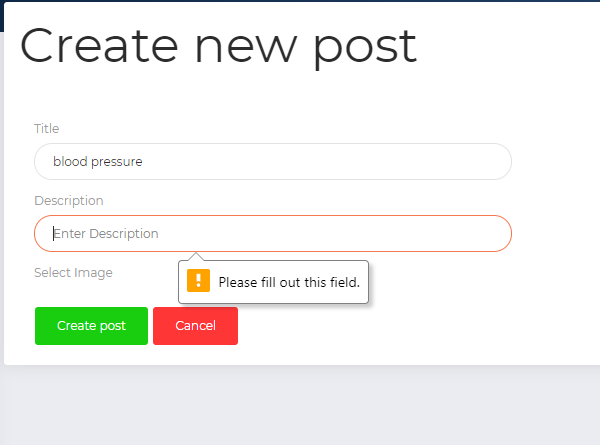 Create new post
Title
blood pressure
Description
Enter Description
Select Image
Please fill out this field.
Create post
Cancel